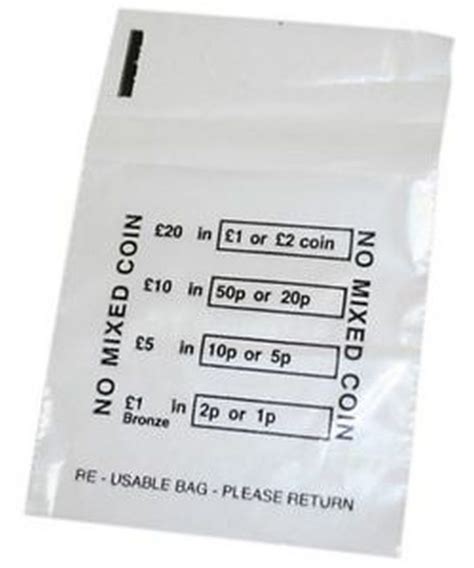 NO MIXED COIN
£20 in £1 or £2 coin
£10 in 50p or 20p
£5 in 10p or 5p
£1 Bronze in 2p or 1p
NO MIXED COIN
RE - USABLE BAG - PLEASE RETURN